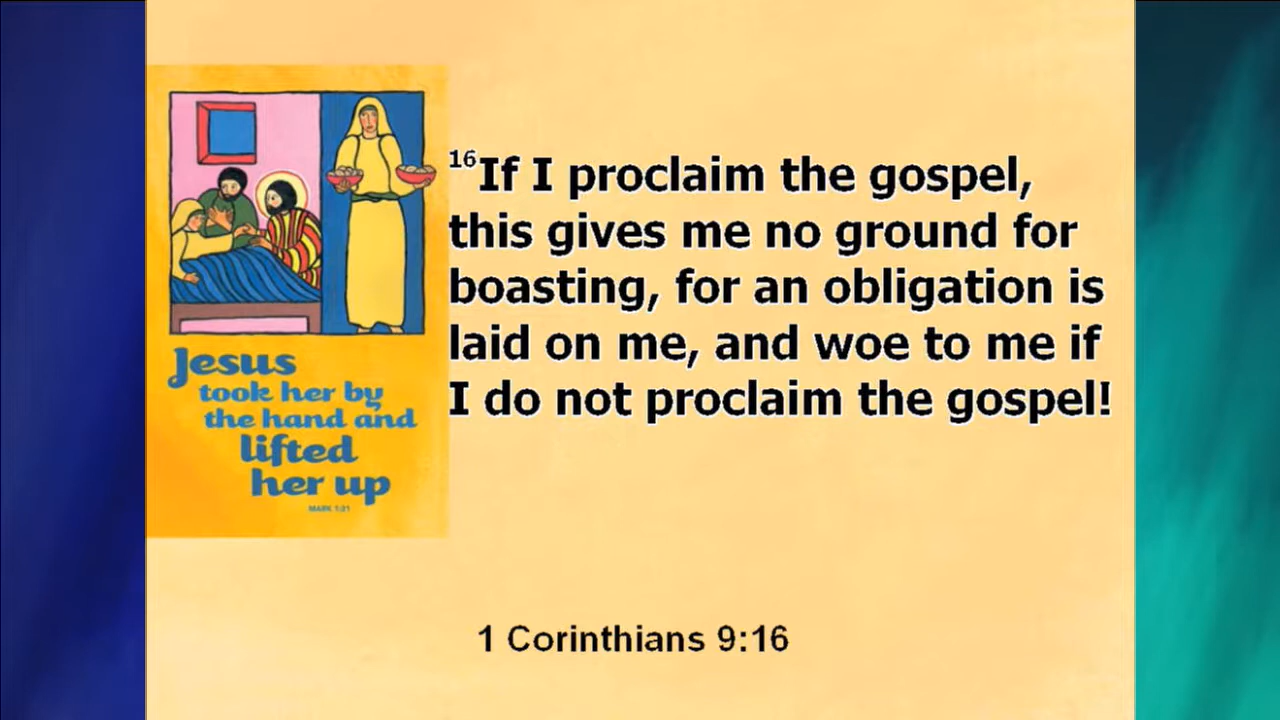 16If I proclaim the gospel,
this gives me no ground for
boasting, for an obligation is
laid on me, and woe to me if
I do not proclaim the gospel!
Jesus
took her by
the hand and
lifted
her up
MARK 1:31
1 Corinthians 9:16